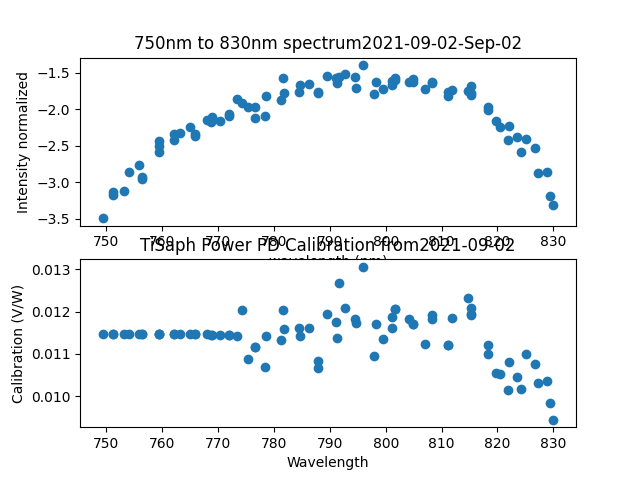 750nm to 830nm spectrum2021-09-02-Sep-02
Intensity normalized
−1.5
−2.0
−2.5
−3.0
−3.5
750 760 770 780 790 800 810 820 830
wavelength (nm)
TiSaph Power PD Calibration from2021-09-02
Calibration (V/W)
0.013
0.012
0.011
0.010
750 760 770 780 790 800 810 820 830
Wavelength